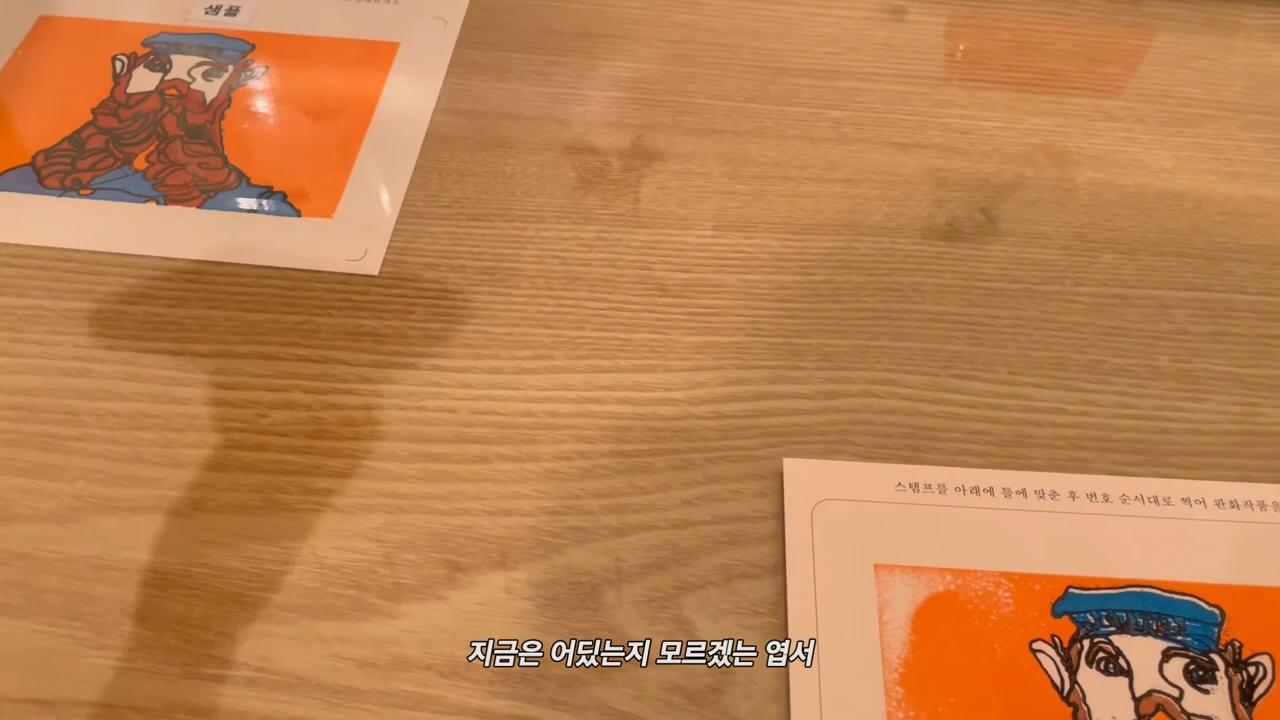 샘플
스탬프를 아래에 틀에 맞춘 후 번호 순서대로 찍어 판화작품을
지금은 어딨는지 모르겠는 엽서